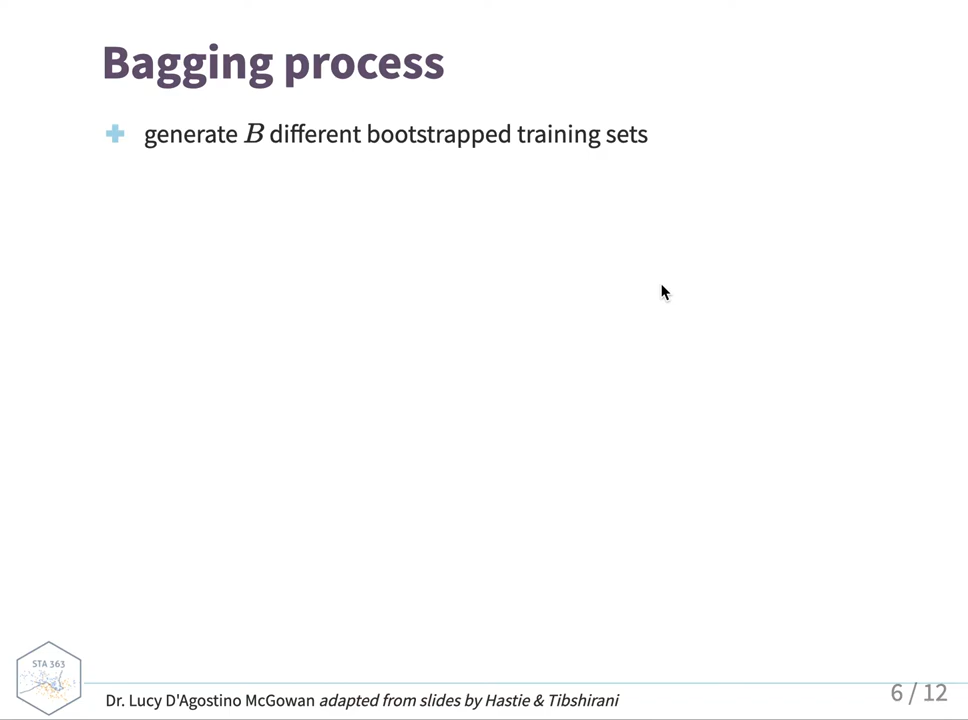 Bagging process
generate B different bootstrapped training sets
STA 363
Dr. Lucy D'Agostino McGowan adapted from slides by Hastie & Tibshirani
6 / 12